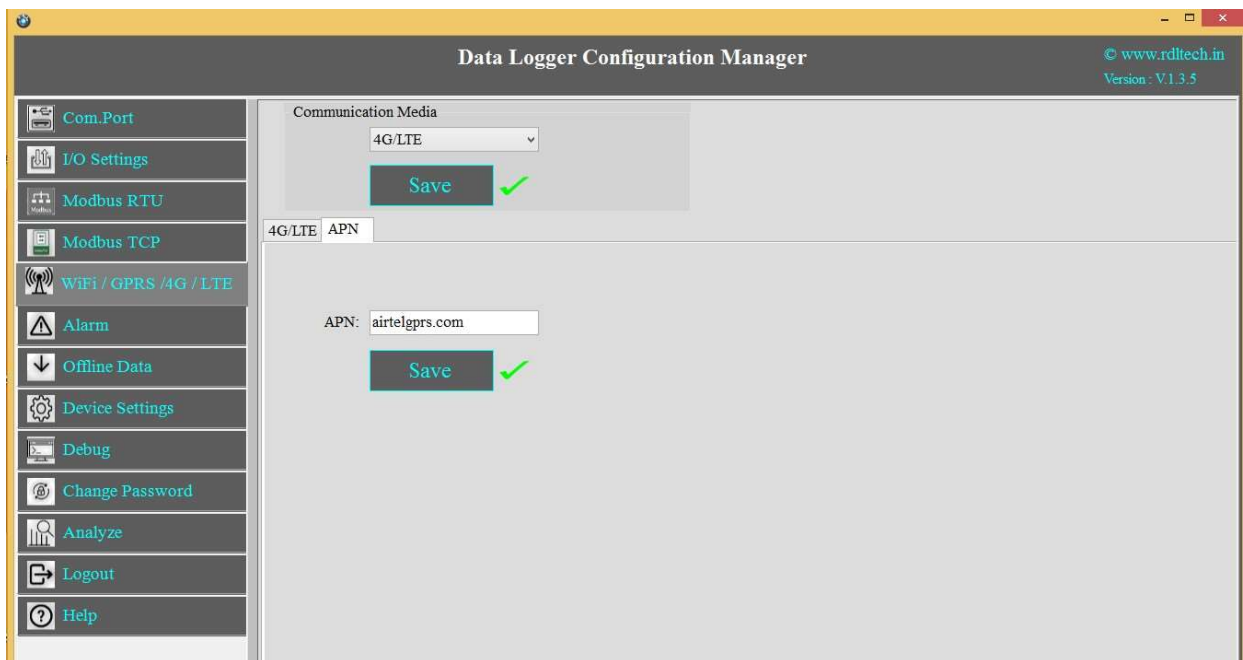 Data Logger Configuration Manager
© www.rdltech.in
Version : V.1.3.5
Com.Port
I/O Settings
Modbus RTU
Modbus TCP
WiFi / GPRS /4G / LTE
Alarm
Offline Data
Device Settings
Debug
Change Password
Analyze
Logout
Help
Communication Media
4G/LTE
Save
4G/LTE APN
APN: airtelgprs.com
Save